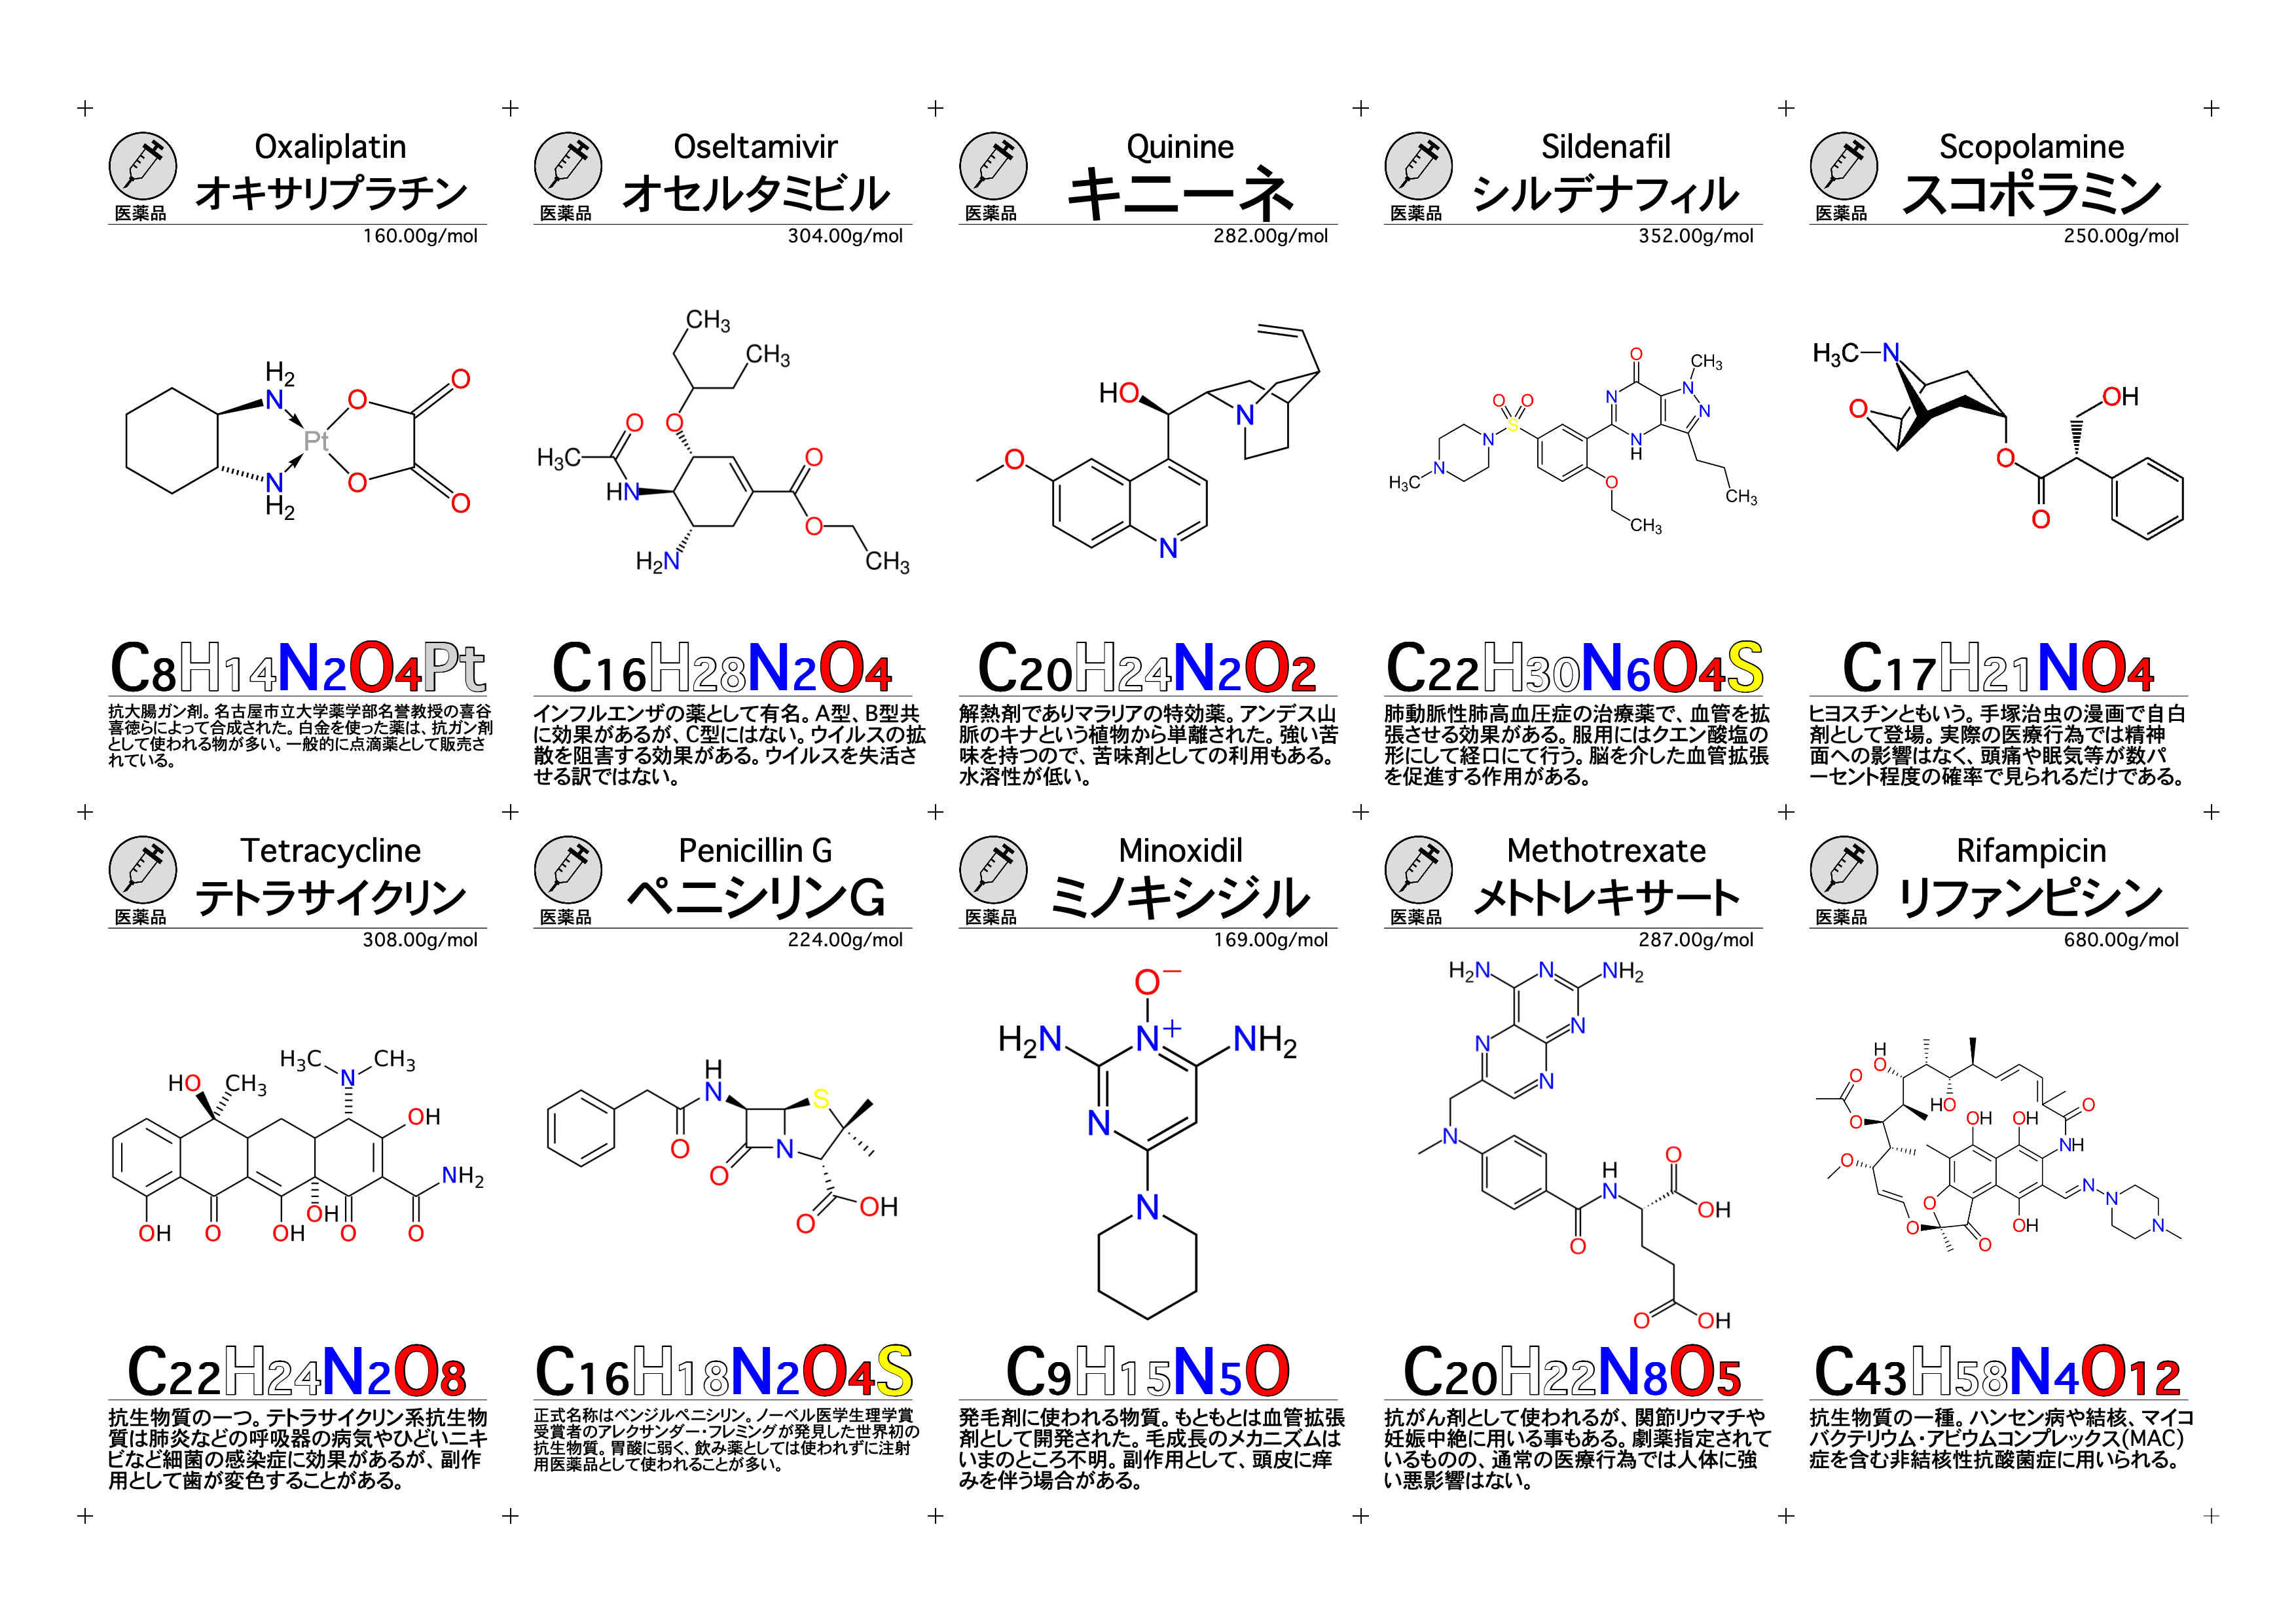 Oxaliplatin
オキサリプラチン
医薬品
160.00g/mol
H2
N
Pt
N
H2
O
O
O
O
C8H14N2O4Pt
抗大腸ガン剤。名古屋市立大学薬学部名誉教授の喜谷
喜徳らによって合成された。白金を使った薬は、抗ガン剤
として使われる物が多い。一般的に点滴薬として販売さ
れている。
Oseltamivir
オセルタミビル
医薬品
304.00g/mol
CH3
CH3
O
O
H3C
HN
O
O
H2N
CH3
C16H28N2O4
インフルエンザの薬として有名。A型、B型共
に効果があるが、C型にはない。ウイルスの拡
散を阻害する効果がある。ウイルスを失活さ
せる訳ではない。
Quinine
キニーネ
医薬品
282.00g/mol
HO
N
O
N
C20H24N2O2
解熱剤でありマラリアの特効薬。アンデス山
脈のキナという植物から単離された。強い苦
味を持つので、苦味剤としての利用もある。
水溶性が低い。
Sildenafil
シルデナフィル
医薬品
352.00g/mol
O
CH3
N
N
N
O O
S
N
N
H
N
H3C
O
CH3
CH3
C22H30N6O4S
肺動脈性肺高血圧症の治療薬で、血管を拡
張させる効果がある。服用にはクエン酸塩の
形にして経口にて行う。脳を介した血管拡張
を促進する作用がある。
Scopolamine
スコポラミン
医薬品
250.00g/mol
H3C N
O
OH
O
O
C17H21NO4
ヒヨスチンともいう。手塚治虫の漫画で自白
剤として登場。実際の医療行為では精神
面への影響はなく、頭痛や眠気等が数パ
ーセント程度の確率で見られるだけである。
Tetracycline
テトラサイクリン
医薬品
308.00g/mol
H3C CH3
N
HO CH3
OH
NH2
OH
OH O OH O O
C22H24N2O8
抗生物質の一つ。テトラサイクリン系抗生物
質は肺炎などの呼吸器の病気やひどいニキ
ビなど細菌の感染症に効果があるが、副作
用として歯が変色することがある。
Penicillin G
ペニシリンG
医薬品
224.00g/mol
H
N
S
O
N
O
OH
O
C16H18N2O4S
正式名称はベンジルペニシリン。ノーベル医学生理学賞
受賞者のアレクサンダー・フレミングが発見した世界初の
抗生物質。胃酸に弱く、飲み薬としては使われずに注射
用医薬品として使われることが多い。
Minoxidil
ミノキシジル
医薬品
169.00g/mol
O−
H2N N+ NH2
N
N
C9H15N5O
発毛剤に使われる物質。もともとは血管拡張
剤として開発された。毛成長のメカニズムは
いまのところ不明。副作用として、頭皮に痒
みを伴う場合がある。
Methotrexate
メトトレキサート
医薬品
287.00g/mol
H2N N NH2
N
N
N
N
O
H
N
OH
O
O OH
C20H22N8O5
抗がん剤として使われるが、関節リウマチや
妊娠中絶に用いる事もある。劇薬指定されて
いるものの、通常の医療行為では人体に強
い悪影響はない。
Rifampicin
リファンピシン
医薬品
680.00g/mol
H
O
O
HO
O
O
OH OH
NH
O
O
N
N
O
OH
N
O
C43H58N4O12
抗生物質の一種。ハンセン病や結核、マイコ
バクテリウム・アビウムコンプレックス(MAC)
症を含む非結核性抗酸菌症に用いられる。